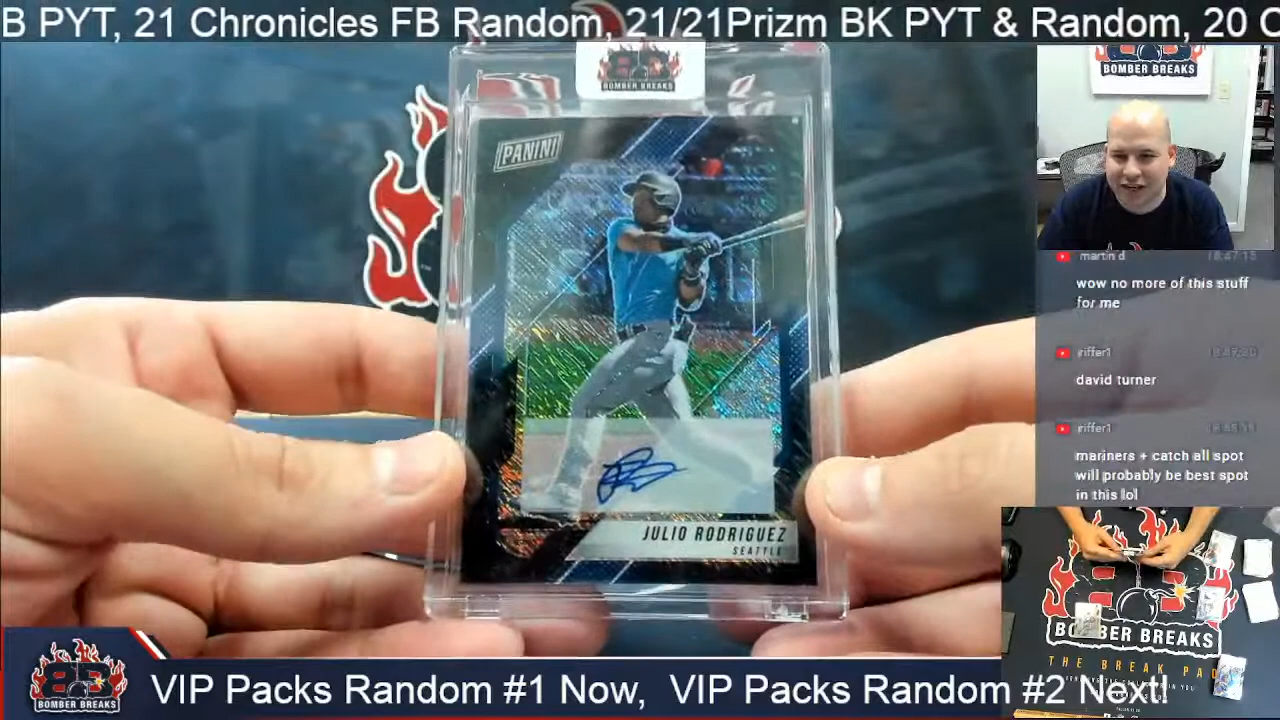 B PYT, 21 Chronicles FB Random, 21/21Prizm BK PYT & Random, 20 C
BOMBER BREAKS
BOMBER BREAKS
PANINI
martin d
wow no more of this stuff
for me
riffer1
david turner
riffer1
mariners + catch all spot
will probably be best spot
in this lol
JULIO RODRIGUEZ
SEATTLE
BOMBER BREAKS
THE BREAK PAD
BOMBER BREAKS
VIP Packs Random #1 Now, VIP Packs Random #2 Next!